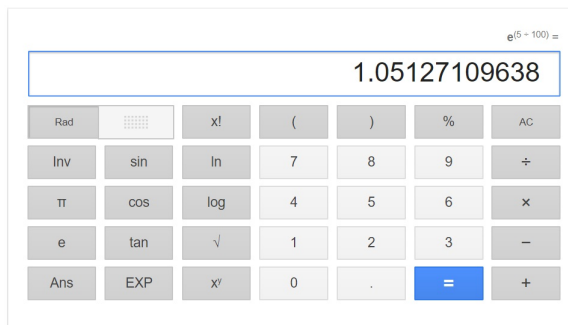 e(5 ÷ 100) =
1.05127109638
Rad x! ( ) % AC
Inv sin ln 7 8 9 ÷
π cos log 4 5 6 ×
e tan √ 1 2 3 −
Ans EXP xʸ 0 . = +